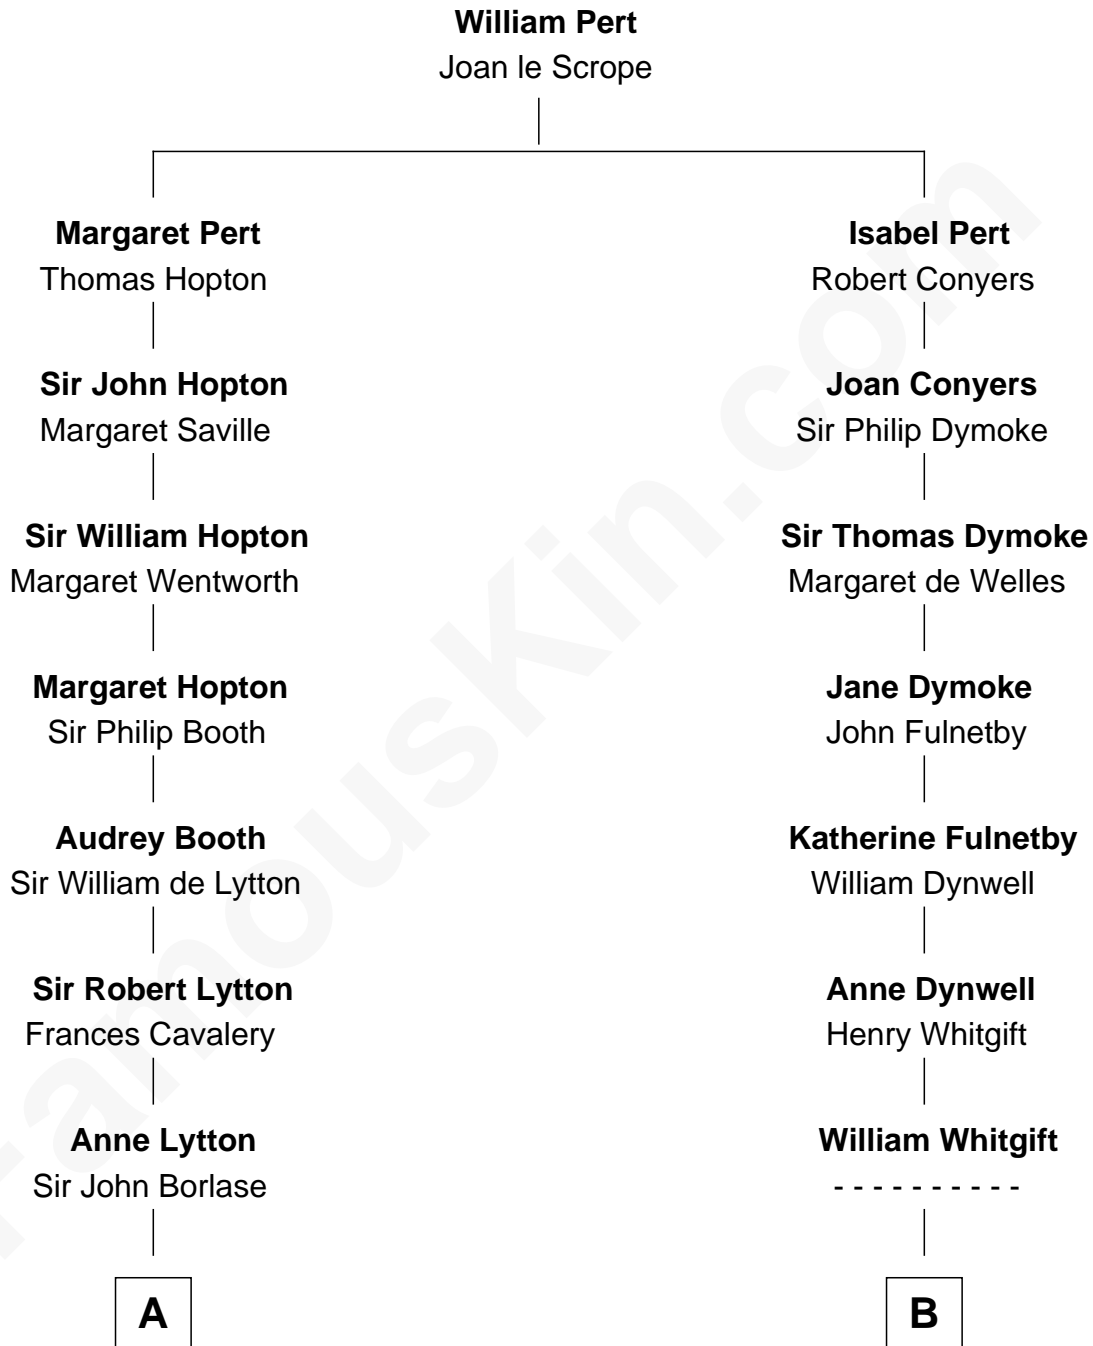 William Pert
Joan le Scrope
Margaret Pert
Thomas Hopton
Isabel Pert
Robert Conyers
Sir John Hopton
Margaret Saville
Joan Conyers
Sir Philip Dymoke
Sir William Hopton
Margaret Wentworth
Sir Thomas Dymoke
Margaret de Welles
Margaret Hopton
Sir Philip Booth
Jane Dymoke
John Fulnetby
Audrey Booth
Sir William de Lytton
Katherine Fulnetby
William Dynwell
Sir Robert Lytton
Frances Cavalery
Anne Dynwell
Henry Whitgift
Anne Lytton
Sir John Borlase
William Whitgift
- - - - - - - - - -
A
B
FamousKin.com